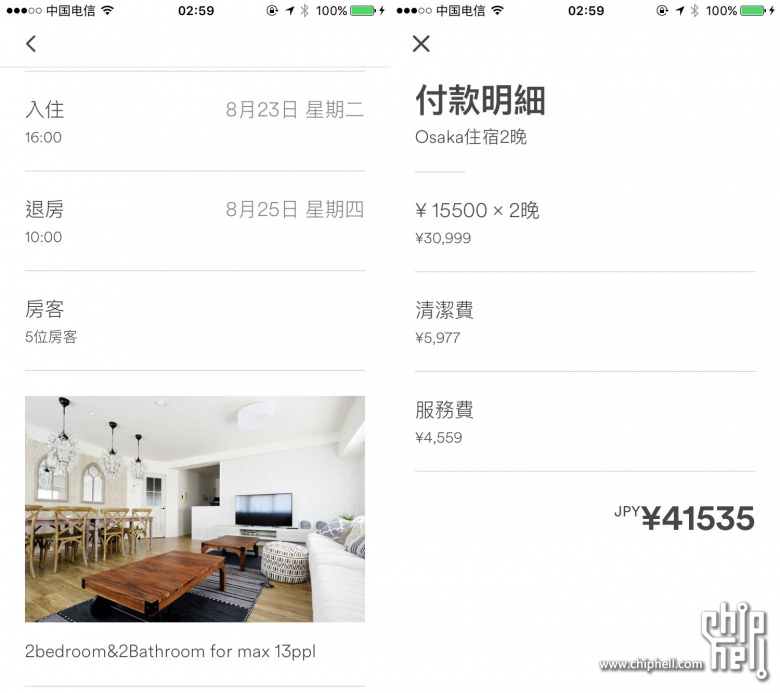 中国电信 02:59 100%
入住 8月23日 星期二
16:00
退房 8月25日 星期四
10:00
房客
5位房客
2bedroom&2Bathroom for max 13ppl
中国电信 02:59 100%
付款明細
Osaka住宿2晚
¥ 15500 × 2晚
¥30,999
清潔費
¥5,977
服務費
¥4,559
JPY¥41535
www.chiphell.com
chip
hell